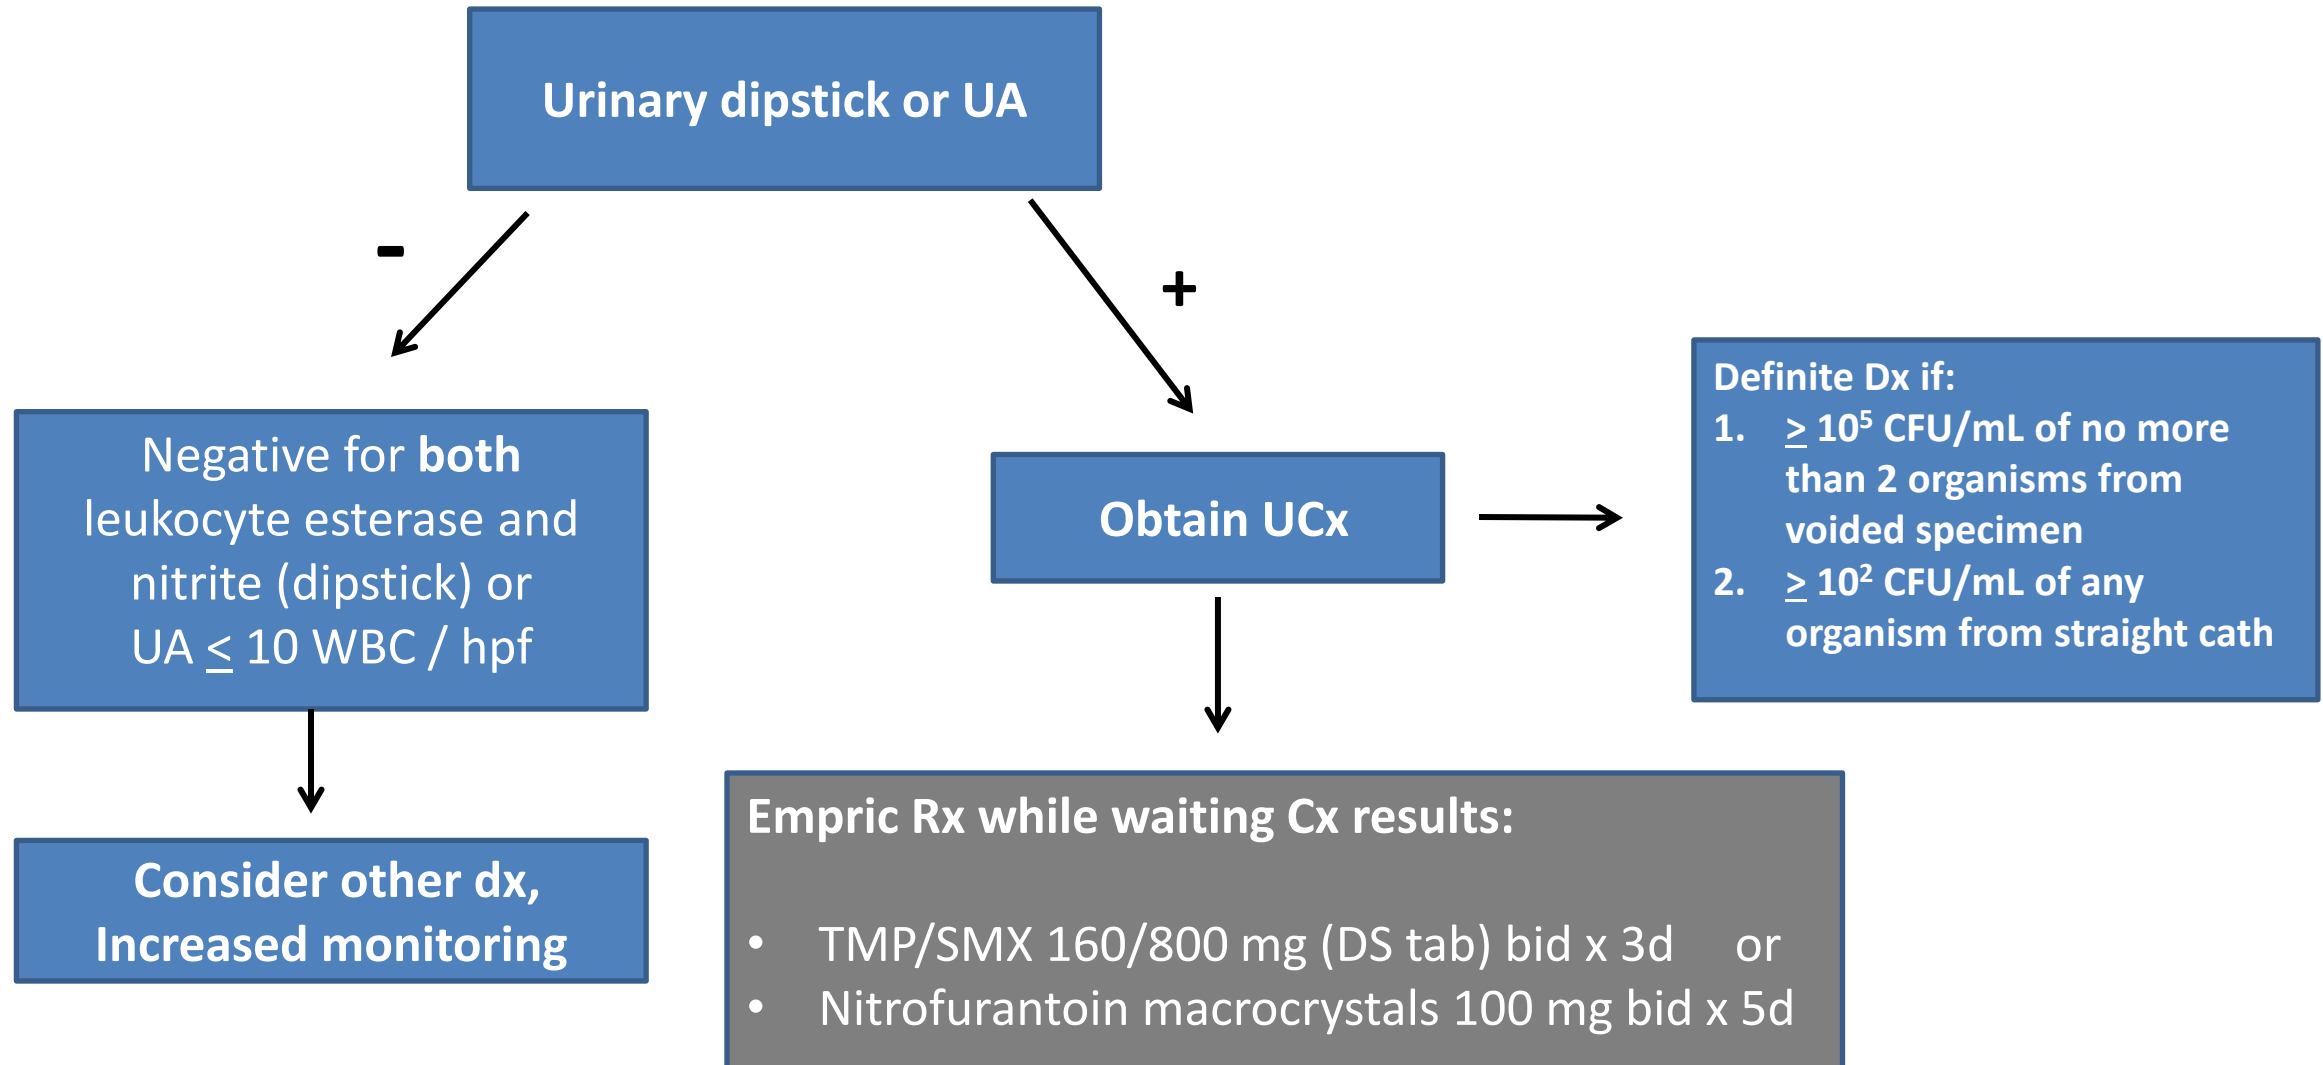 Urinary dipstick or UA
-
+
Negative for both
leukocyte esterase and
nitrite (dipstick) or
UA ≤ 10 WBC / hpf
Consider other dx,
Increased monitoring
Obtain UCx
Definite Dx if:
1. ≥ 10⁵ CFU/mL of no more
than 2 organisms from
voided specimen
2. ≥ 10² CFU/mL of any
organism from straight cath
Empric Rx while waiting Cx results:
• TMP/SMX 160/800 mg (DS tab) bid x 3d or
• Nitrofurantoin macrocrystals 100 mg bid x 5d